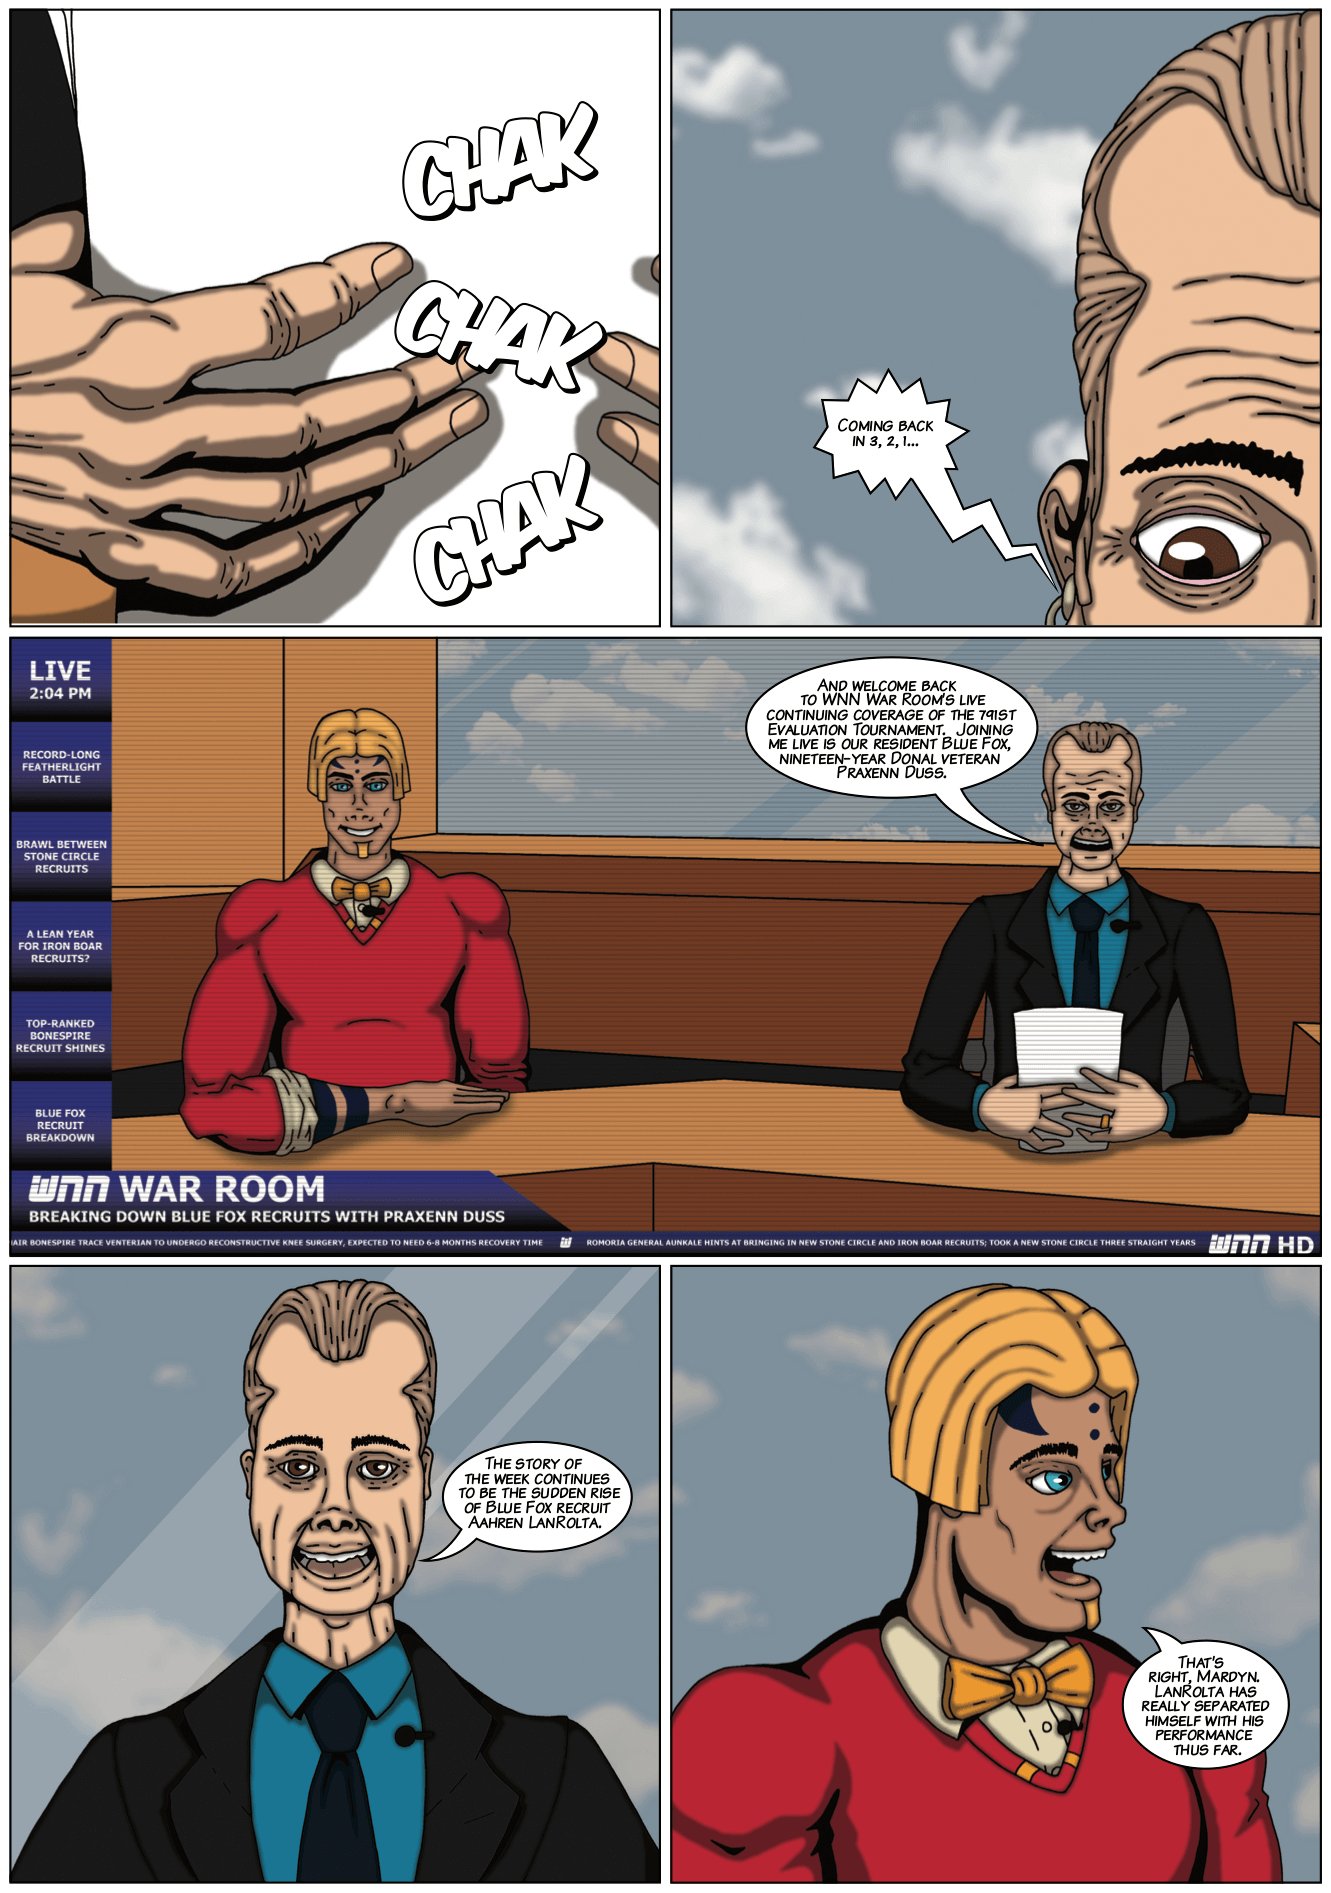 CHAK
CHAK
CHAK
COMING BACK
IN 3, 2, 1...
LIVE
2:04 PM
RECORD-LONG
FEATHERLIGHT
BATTLE
BRAWL BETWEEN
STONE CIRCLE
RECRUITS
A LEAN YEAR
FOR IRON BOAR
RECRUITS?
TOP-RANKED
BONESPIRE
RECRUIT SHINES
BLUE FOX
RECRUIT
BREAKDOWN
AND WELCOME BACK
TO WNN WAR ROOM'S LIVE
CONTINUING COVERAGE OF THE 791ST
EVALUATION TOURNAMENT. JOINING
ME LIVE IS OUR RESIDENT BLUE FOX,
NINETEEN-YEAR DONAL VETERAN
PRAXENN DUSS.
WNN WAR ROOM
BREAKING DOWN BLUE FOX RECRUITS WITH PRAXENN DUSS
BONESPIRE TRACE VENTERIAN TO UNDERGO RECONSTRUCTIVE KNEE SURGERY, EXPECTED TO NEED 6-8 MONTHS RECOVERY TIME W ROMORIA GENERAL AUNKALE HINTS AT BRINGING IN NEW STONE CIRCLE AND IRON BOAR RECRUITS; TOOK A NEW STONE CIRCLE THREE STRAIGHT YEARS WNN HD
THE STORY OF
THE WEEK CONTINUES
TO BE THE SUDDEN RISE
OF BLUE FOX RECRUIT
AAHREN LANROLTA.
THAT'S
RIGHT, MARDYN.
LANROLTA HAS
REALLY SEPARATED
HIMSELF WITH HIS
PERFORMANCE
THUS FAR.